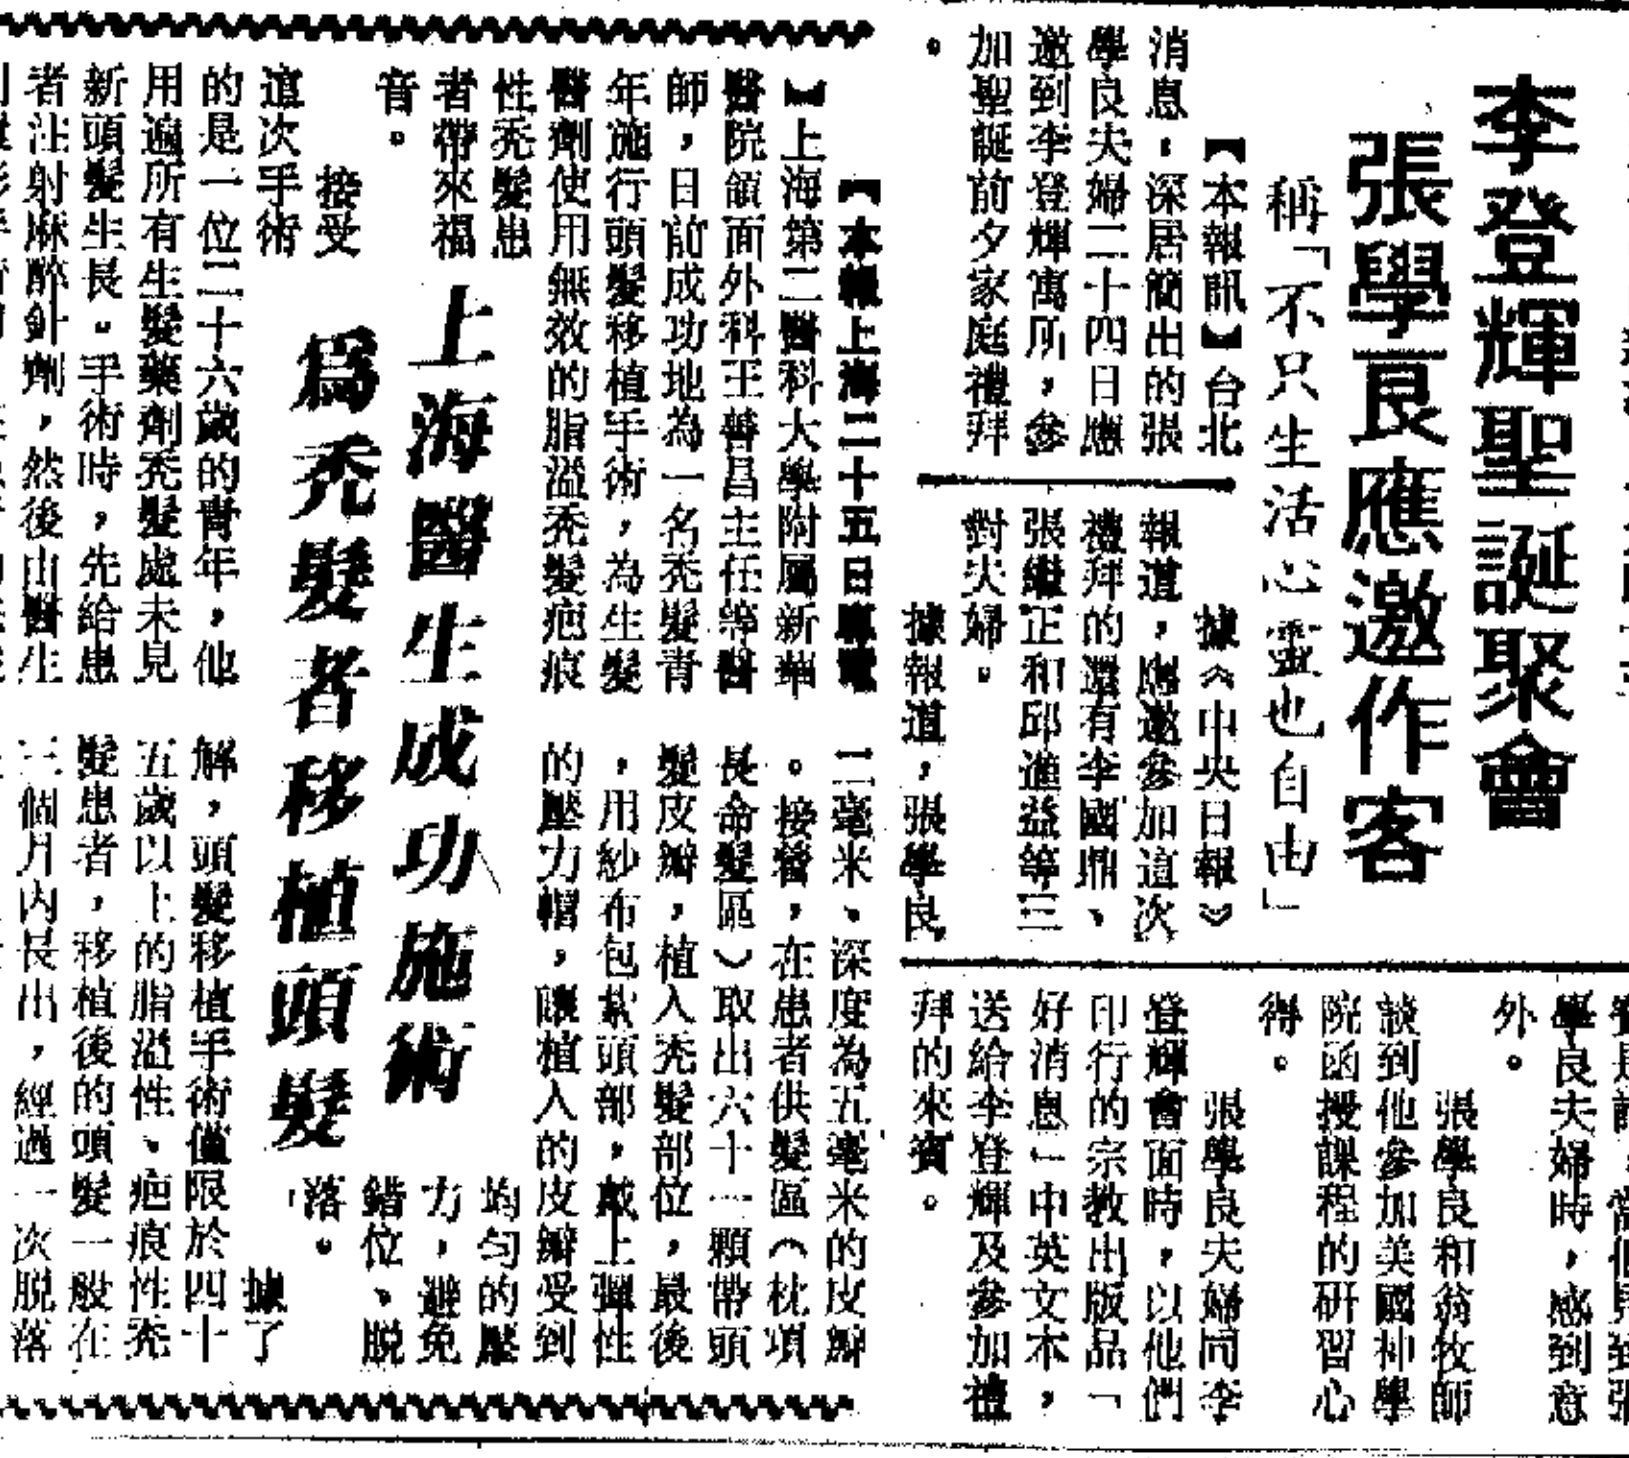 李登輝聖誕聚會
張學良應邀作客
稱「不只生活心靈也自由」
【本報訊】台北
消息:深居簡出的張
學良夫婦二十四日應
邀到李登輝寓所,參
加聖誕前夕家庭禮拜
。
據《中央日報》
報道,應邀參加這次
禮拜的還有李國鼎、
張繼正和邱進益等三
對夫婦。
據報道,張學良
學良夫婦時,感到意
外。
張學良和翁牧師
談到他參加美國神學
院函授課程的研習心
得。
張學良夫婦同李
登輝會面時,以他們
印行的宗教出版品「
好消息」中英文本,
送給李登輝及參加禮
拜的來賓。
上海醫生成功施術
為禿髮者移植頭髮
【本報上海二十五日專電
】上海第二醫科大學附屬新華
醫院頜面外科王善昌主任等醫
師,日前成功地為一名禿髮青
年施行頭髮移植手術,為生髮
醫劑使用無效的脂溢禿髮疤痕
性禿髮患
者帶來福
音。
接受
這次手術
的是一位二十六歲的青年,他
用遍所有生髮藥劑禿髮處未見
新頭髮生長。手術時,先給患
者注射麻醉針劑,然後由醫生
二毫米、深度為五毫米的皮瓣
。接著,在患者供髮區(枕項
長命髮區)取出六十一顆帶頭
髮皮瓣,植入禿髮部位,最後
,用紗布包紮頭部,戴上彈性
的壓力帽,讓植入的皮瓣受到
均勻的壓
力,避免
錯位、脫
落。
據了
解,頭髮移植手術僅限於四十
五歲以上的脂溢性、疤痕性禿
髮患者,移植後的頭髮一般在
三個月內長出,經過一次脫落